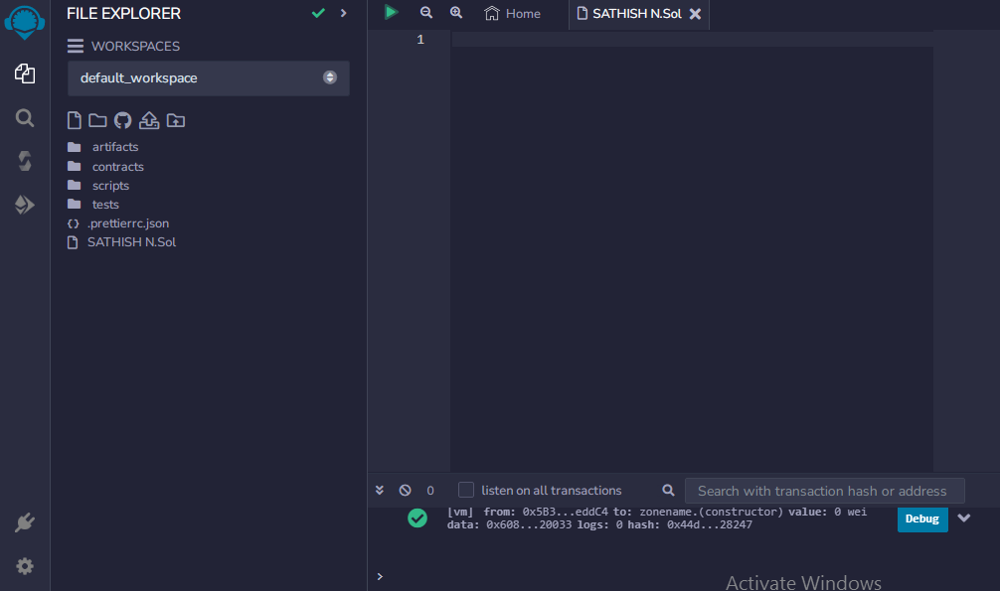 FILE EXPLORER
WORKSPACES
default_workspace
artifacts
contracts
scripts
tests
{} .prettierrc.json
SATHISH N.Sol
Home
SATHISH N.Sol
1
0
listen on all transactions
Search with transaction hash or address
[vm] from: 0x5B3...eddC4 to: zonename.(constructor) value: 0 wei
data: 0x608...20033 logs: 0 hash: 0x44d...28247
Debug
>
Activate Windows